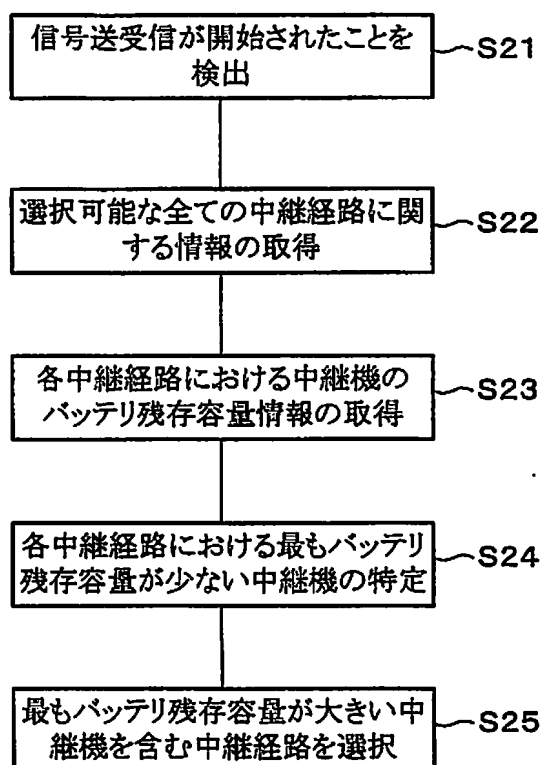 信号送受信が開始されたことを
検出
S21
選択可能な全ての中継経路に関
する情報の取得
S22
各中継経路における中継機の
バッテリ残存容量情報の取得
S23
各中継経路における最もバッテリ
残存容量が少ない中継機の特定
S24
最もバッテリ残存容量が大きい中
継機を含む中継経路を選択
S25